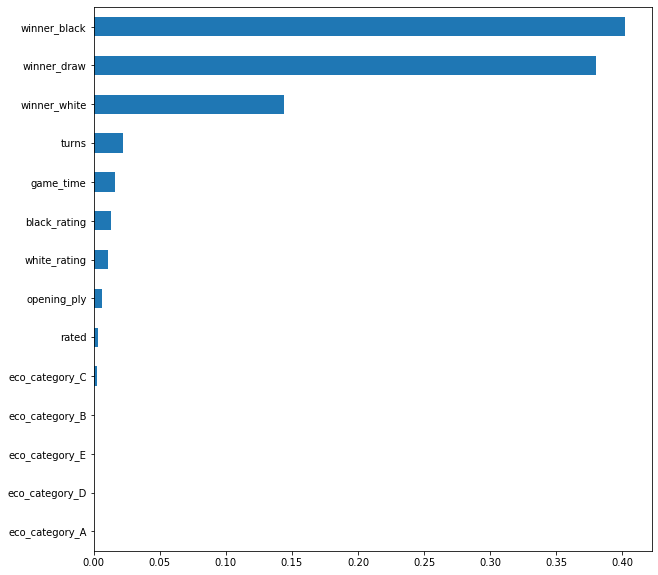 winner_black
winner_draw
winner_white
turns
game_time
black_rating
white_rating
opening_ply
rated
eco_category_C
eco_category_B
eco_category_E
eco_category_D
eco_category_A
0.00 0.05 0.10 0.15 0.20 0.25 0.30 0.35 0.40